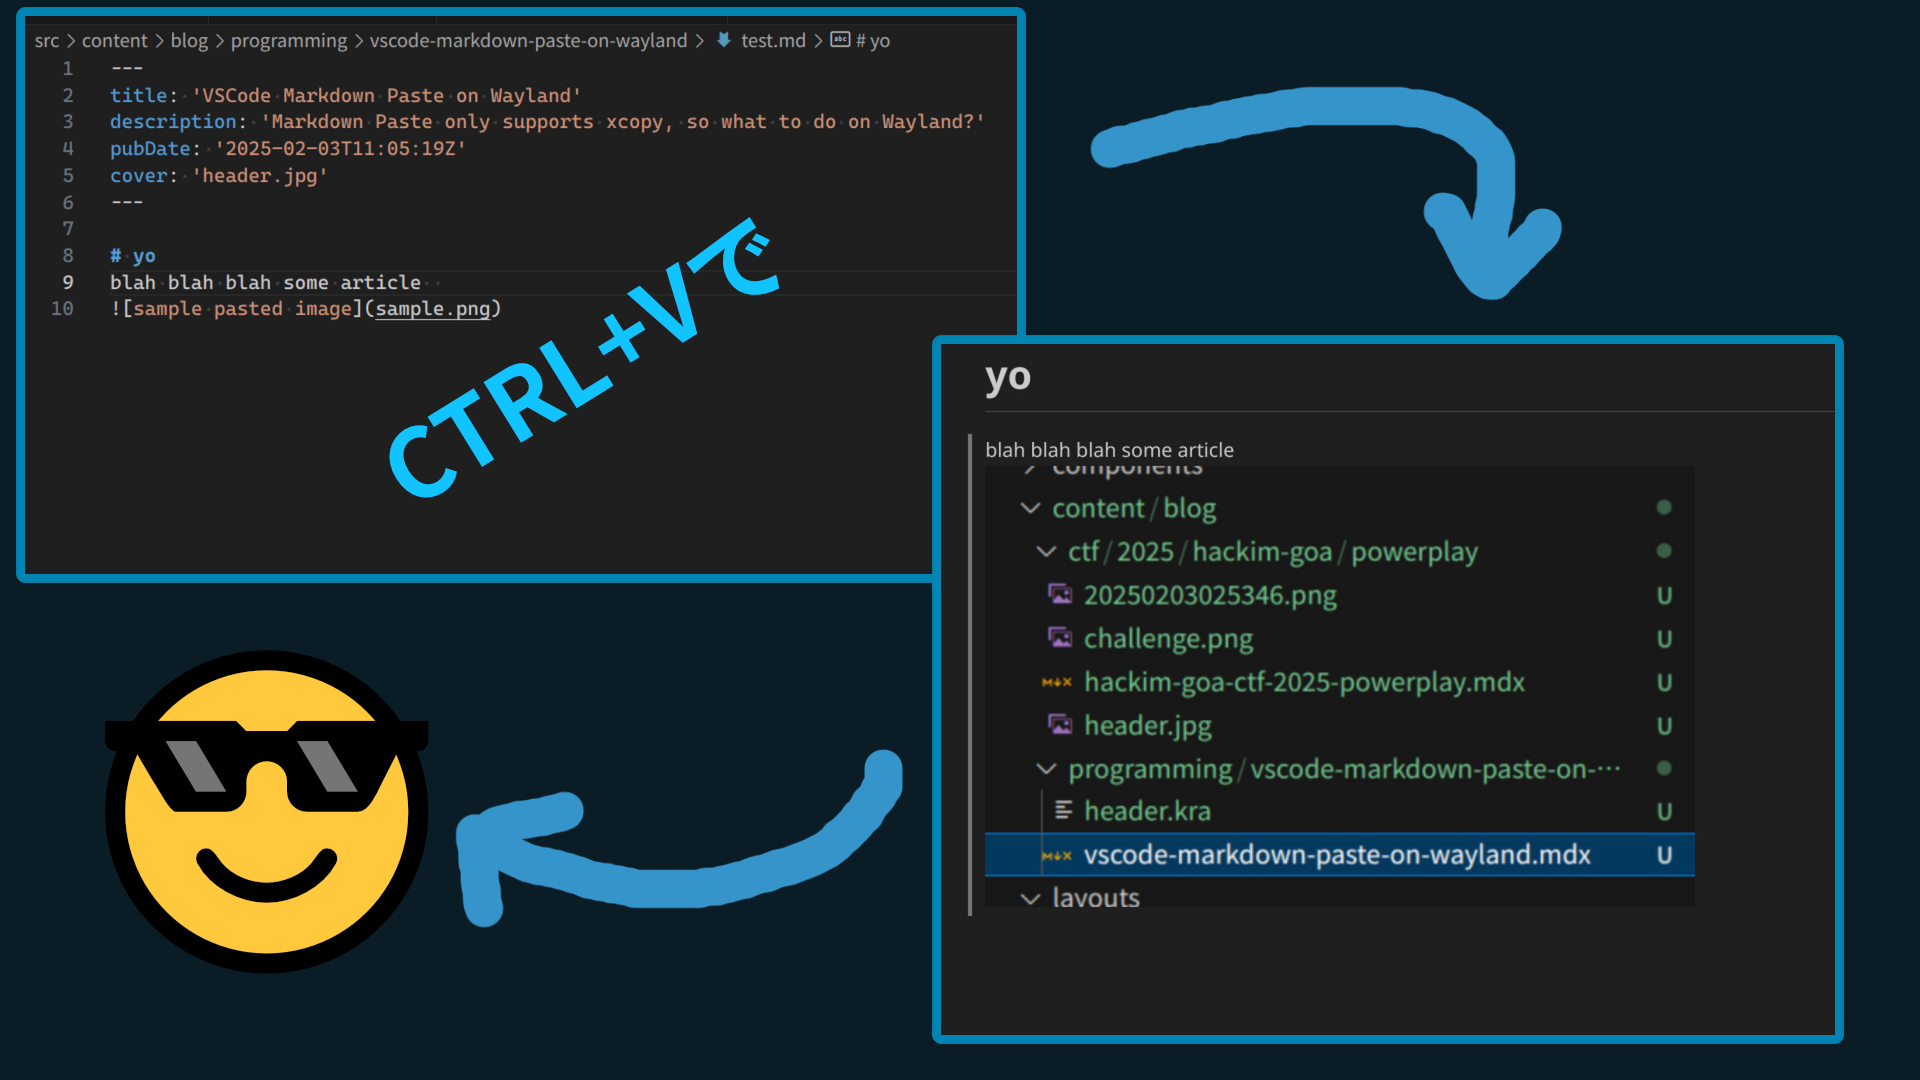 src > content > blog > programming > vscode-markdown-paste-on-wayland > test.md > abc # yo
1 ---
2 title: 'VSCode Markdown Paste on Wayland'
3 description: 'Markdown Paste only supports xcopy, so what to do on Wayland?'
4 pubDate: '2025-02-03T11:05:19Z'
5 cover: 'header.jpg'
6 ---
7
8 # yo
9 blah blah blah some article
10 ![sample pasted image](sample.png)
CTRL+Vで
yo
blah blah blah some article
components
content / blog
ctf / 2025 / hackim-goa / powerplay
20250203025346.png U
challenge.png U
hackim-goa-ctf-2025-powerplay.mdx U
header.jpg U
programming / vscode-markdown-paste-on-···
header.kra U
vscode-markdown-paste-on-wayland.mdx U
layouts